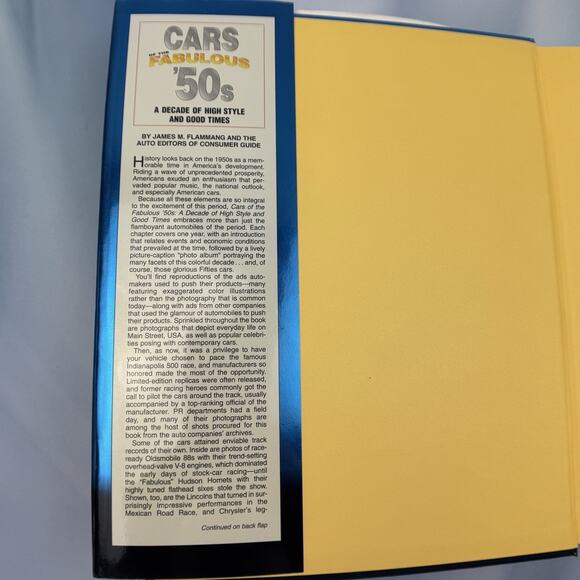 CARS
OF THE
FABULOUS
'50s
A DECADE OF HIGH STYLE
AND GOOD TIMES
BY JAMES M. FLAMMANG AND THE
AUTO EDITORS OF CONSUMER GUIDE
History looks back on the 1950s as a mem-
orable time in America's development.
Riding a wave of unprecedented prosperity,
Americans exuded an enthusiasm that per-
vaded popular music, the national outlook,
and especially American cars.
Because all these elements are so integral
to the excitement of this period, Cars of the
Fabulous '50s: A Decade of High Style and
Good Times embraces more than just the
flamboyant automobiles of the period. Each
chapter covers one year, with an introduction
that relates events and economic conditions
that prevailed at the time, followed by a lively
picture-caption "photo album" portraying the
many facets of this colorful decade . . . and, of
course, those glorious Fifties cars.
You'll find reproductions of the ads auto-
makers used to push their products—many
featuring exaggerated color illustrations
rather than the photography that is common
today—along with ads from other companies
that used the glamour of automobiles to push
their products. Sprinkled throughout the book
are photographs that depict everyday life on
Main Street, USA, as well as popular celebri-
ties posing with contemporary cars.
Then, as now, it was a privilege to have
your vehicle chosen to pace the famous
Indianapolis 500 race, and manufacturers so
honored made the most of the opportunity.
Limited-edition replicas were often released,
and former racing heroes commonly got the
call to pilot the cars around the track, usually
accompanied by a top-ranking official of the
manufacturer. PR departments had a field
day, and many of their photographs are
among the host of shots procured for this
book from the auto companies' archives.
Some of the cars attained enviable track
records of their own. Inside are photos of race-
ready Oldsmobile 88s with their trend-setting
overhead-valve V-8 engines, which dominated
the early days of stock-car racing—until
the "Fabulous" Hudson Hornets with their
highly tuned flathead sixes stole the show.
Shown, too, are the Lincolns that turned in sur-
prisingly impressive performances in the
Mexican Road Race, and Chrysler's leg-
Continued on back flap